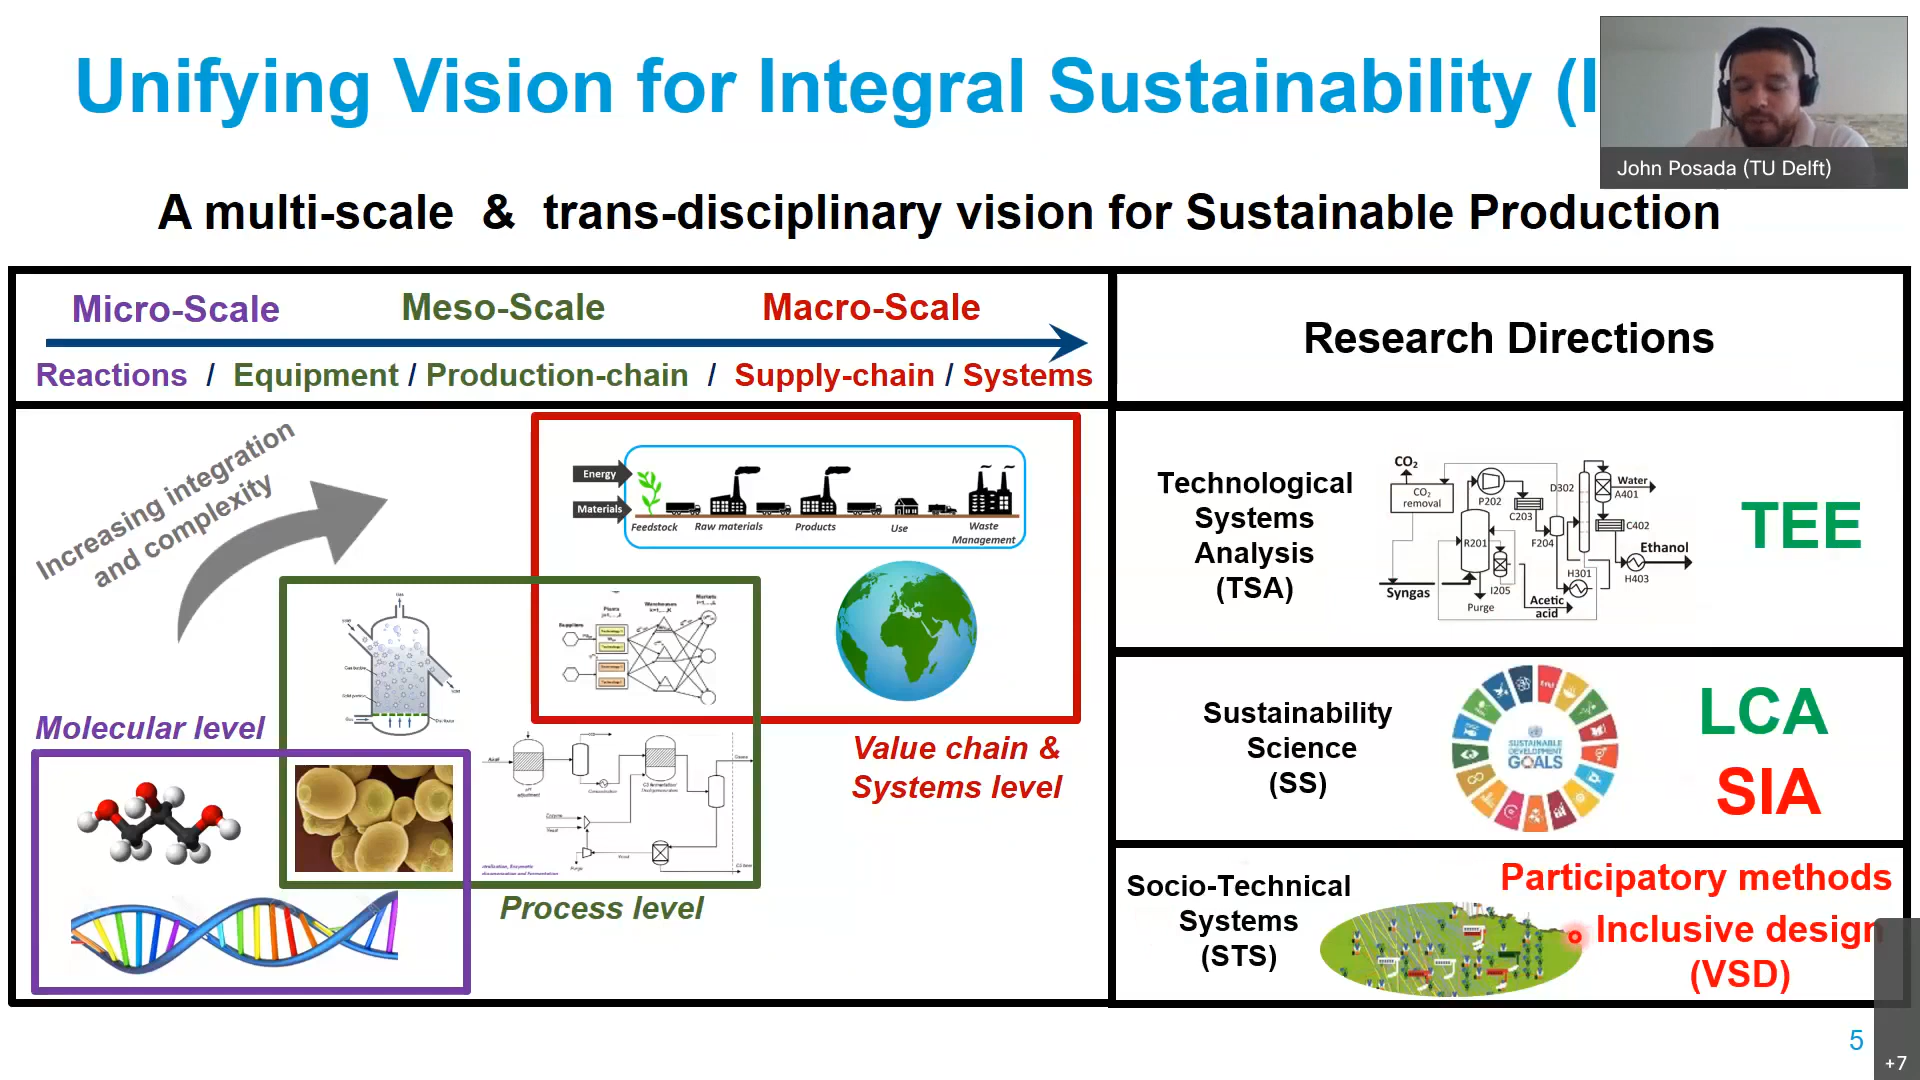 Unifying Vision for Integral Sustainability (I
John Posada (TU Delft)
A multi-scale & trans-disciplinary vision for Sustainable Production
Micro-Scale
Meso-Scale
Macro-Scale
Reactions / Equipment / Production-chain / Supply-chain / Systems
Research Directions
Increasing integration
and complexity
Energy
Materials
Feedstock
Raw materials
Products
Use
Waste
Management
Suppliers
Plants
Warehouses
Markets
Gas
Molecular level
Process level
Value chain &
Systems level
Technological
Systems
Analysis
(TSA)
CO2
CO2
removal
P202
C203
D302
Water
A401
C402
R201
F204
I205
H301
Ethanol
H403
Syngas
Purge
Acetic
acid
TEE
Sustainability
Science
(SS)
SUSTAINABLE
DEVELOPMENT
GOALS
LCA
SIA
Socio-Technical
Systems
(STS)
Participatory methods
Inclusive design
(VSD)
5
+7